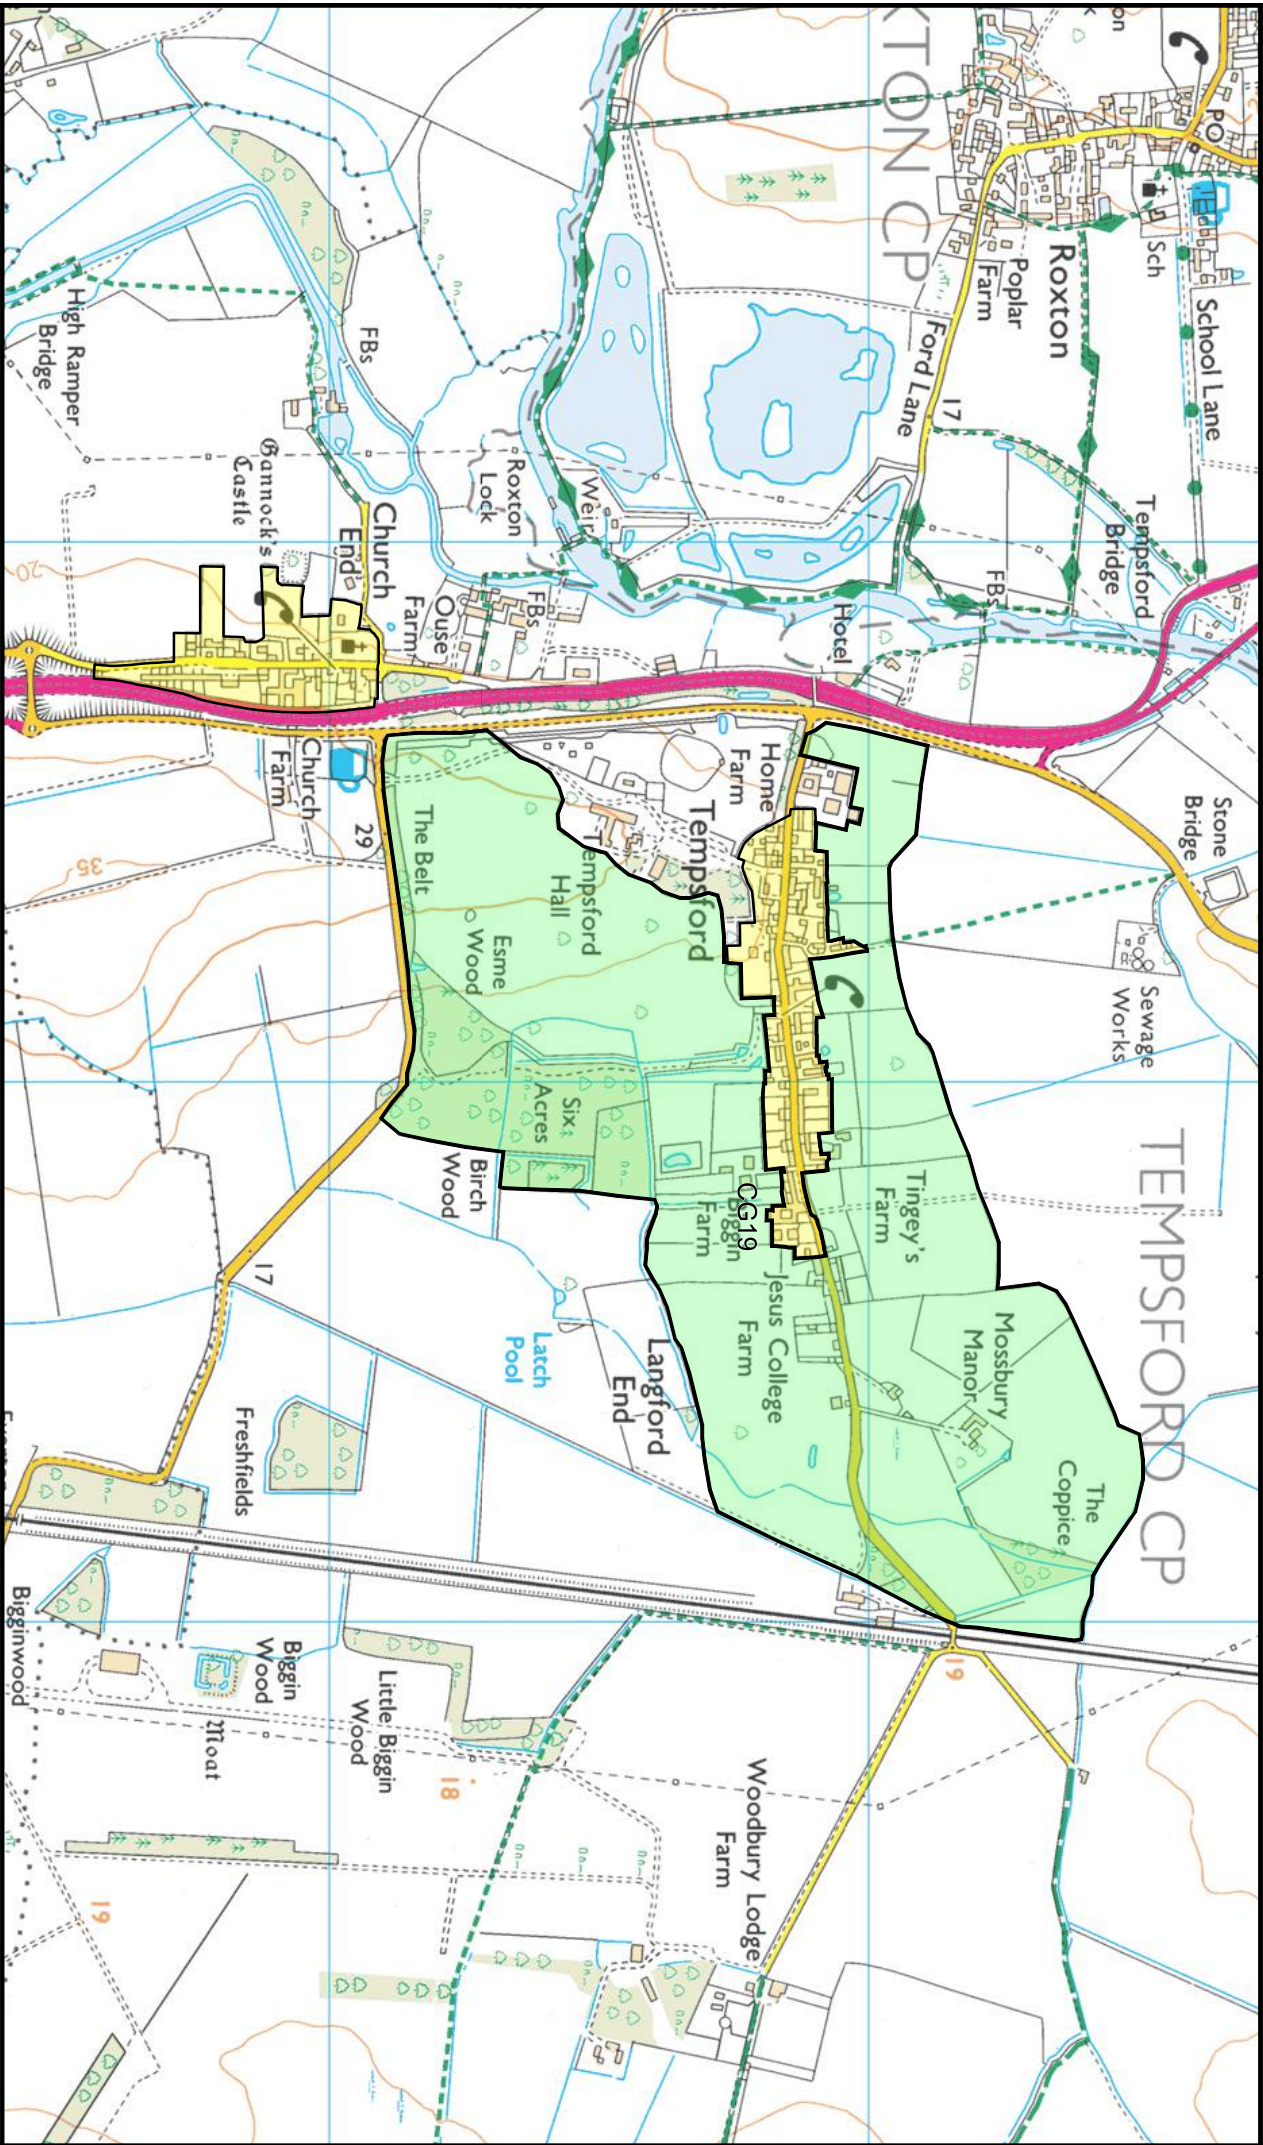 KTON CP
on
PO
Sch
School Lane
Roxton
Poplar
Farm
Ford Lane
17
Tempsford
Bridge
FBs
Hotel
Weir
Roxton
Lock
FBs
FBs
Ouse
Farm
Church
End
Gannock's
Castle
High Ramper
Bridge
20
Stone
Bridge
Sewage
Works
TEMPSFORD CP
Home
Farm
Tempsford
Tempsford
Hall
Esme
Wood
The Belt
Church
Farm
29
35
Six
Acres
Birch
Wood
CG19
Biggin
Farm
Tingey's
Farm
Jesus College
Farm
Mossbury
Manor
The
Coppice
Langford
End
Latch
Pool
17
Freshfields
19
Biggin
Wood
Little Biggin
Wood
Moat
Bigginwood
18
19
Woodbury Lodge
Farm